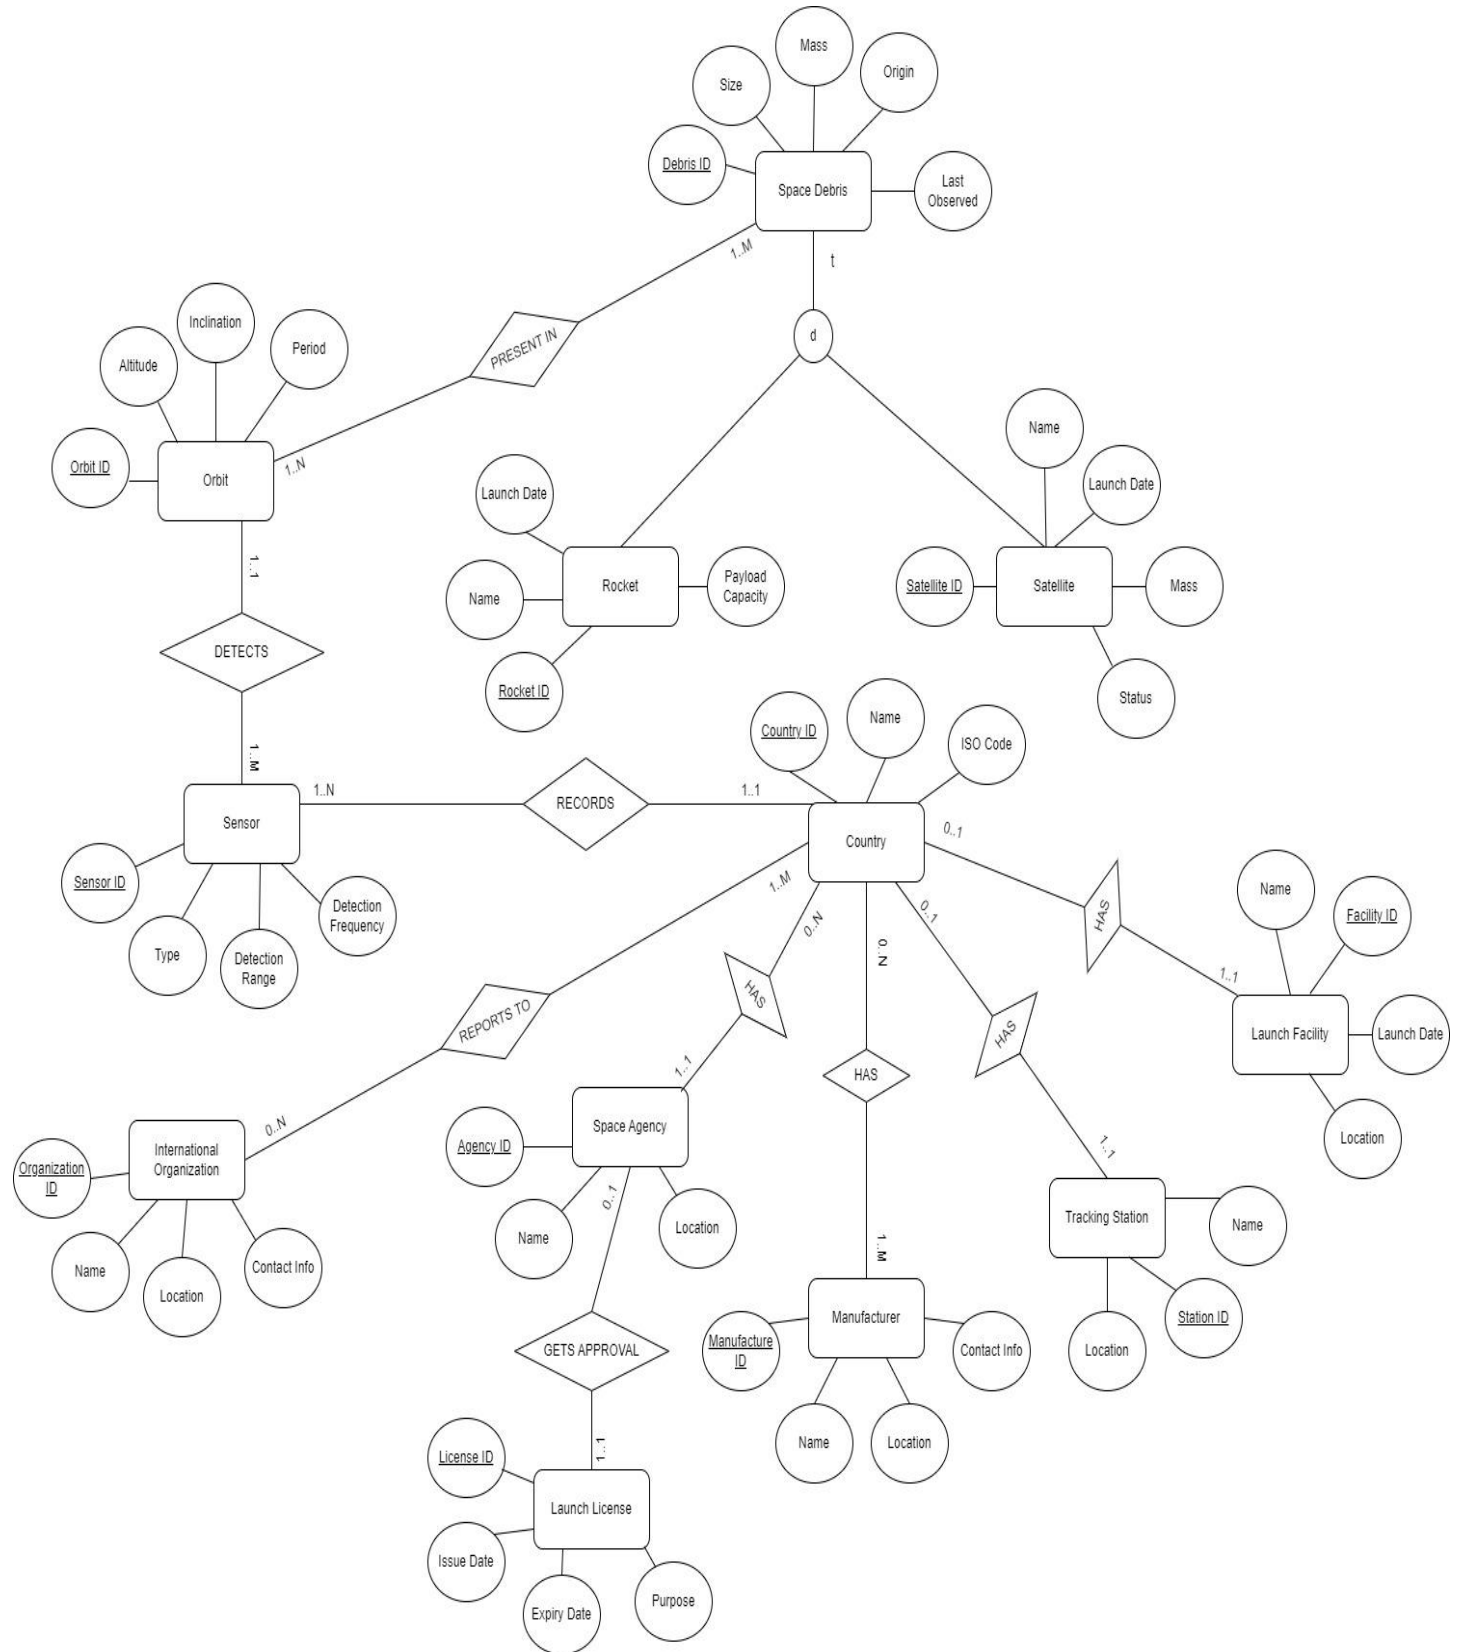 Mass
Origin
Size
Debris ID
Space Debris
Last
Observed
1..M
t
PRESENT IN
d
Inclination
Period
Altitude
Orbit ID
Orbit
1..N
1..1
DETECTS
1..M
Launch Date
Name
Rocket
Payload
Capacity
Rocket ID
Name
Launch Date
Satellite ID
Satellite
Mass
Status
Country ID
Name
ISO Code
1..N
RECORDS
1..1
Sensor
Country
0..1
Sensor ID
Type
Detection
Range
Detection
Frequency
1..M
0..N
0..N
0..1
HAS
Name
Facility ID
1..1
Launch Facility
Launch Date
Location
REPORTS TO
HAS
HAS
HAS
0..N
1..1
1..M
1..1
International
Organization
Organization
ID
Name
Location
Contact Info
Space Agency
Agency ID
Name
0..1
Location
Tracking Station
Name
Station ID
Location
Manufacturer
Manufacture
ID
Contact Info
Name
Location
GETS APPROVAL
1..1
License ID
Launch License
Issue Date
Expiry Date
Purpose